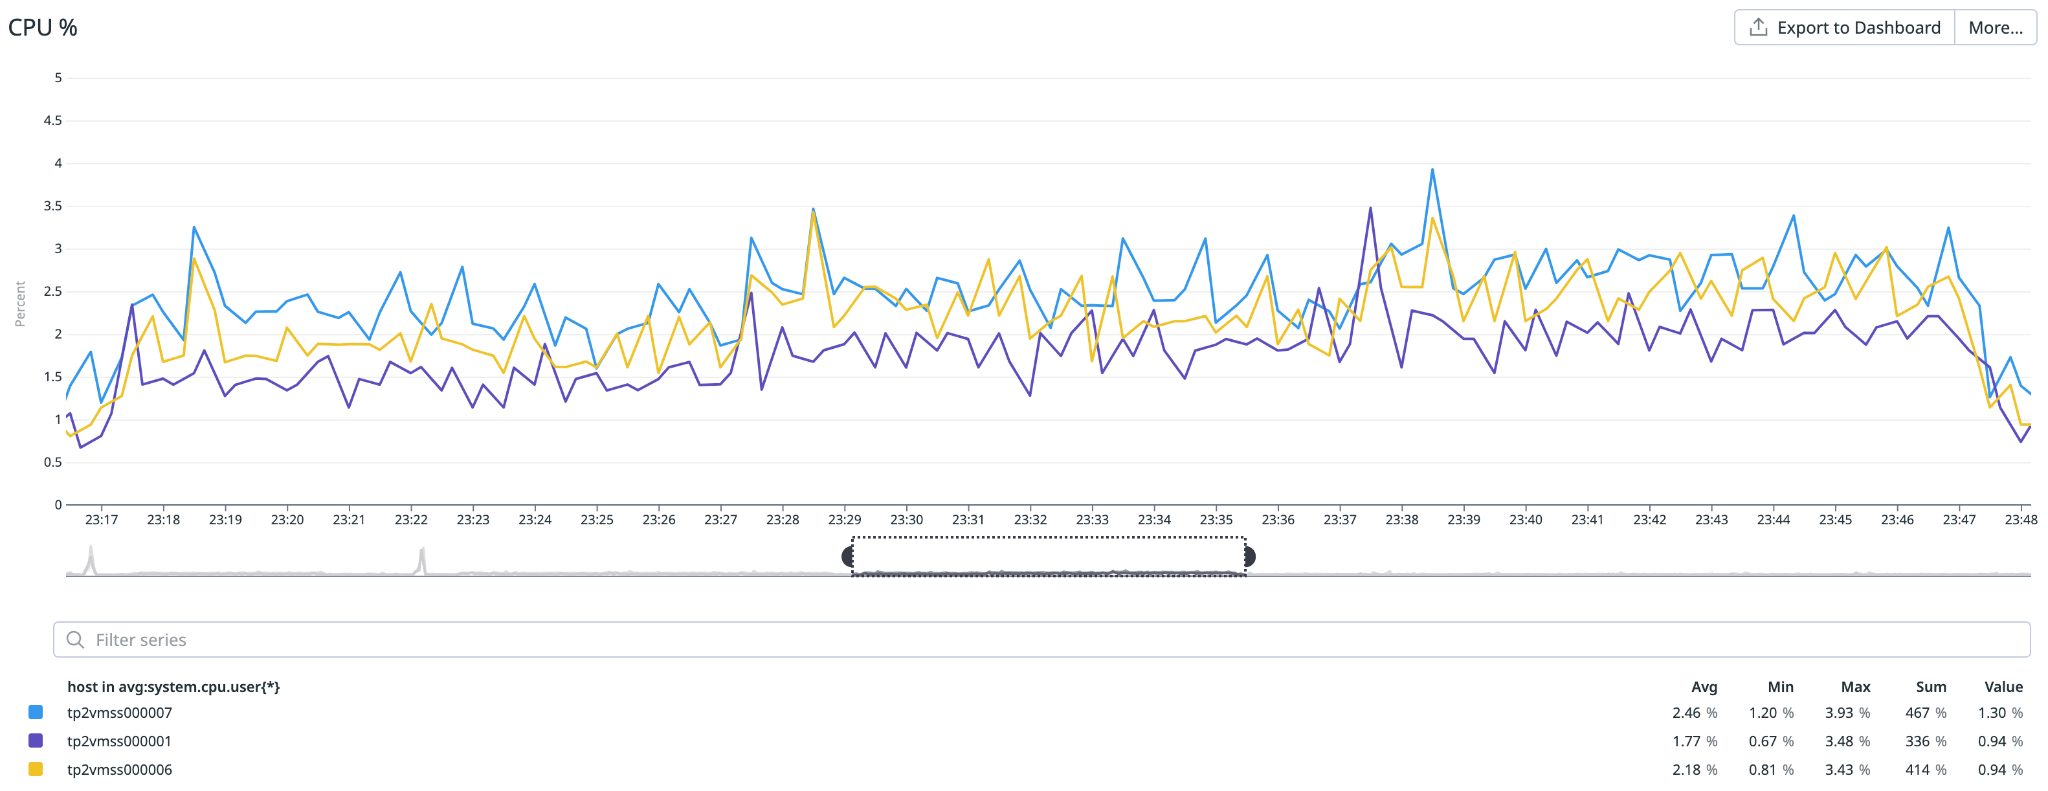 CPU %
Export to Dashboard
More...
Percent
5
4.5
4
3.5
3
2.5
2
1.5
1
0.5
0
23:17 23:18 23:19 23:20 23:21 23:22 23:23 23:24 23:25 23:26 23:27 23:28 23:29 23:30 23:31 23:32 23:33 23:34 23:35 23:36 23:37 23:38 23:39 23:40 23:41 23:42 23:43 23:44 23:45 23:46 23:47 23:48
Filter series
host in avg:system.cpu.user{*} Avg Min Max Sum Value
tp2vmss000007 2.46 % 1.20 % 3.93 % 467 % 1.30 %
tp2vmss000001 1.77 % 0.67 % 3.48 % 336 % 0.94 %
tp2vmss000006 2.18 % 0.81 % 3.43 % 414 % 0.94 %